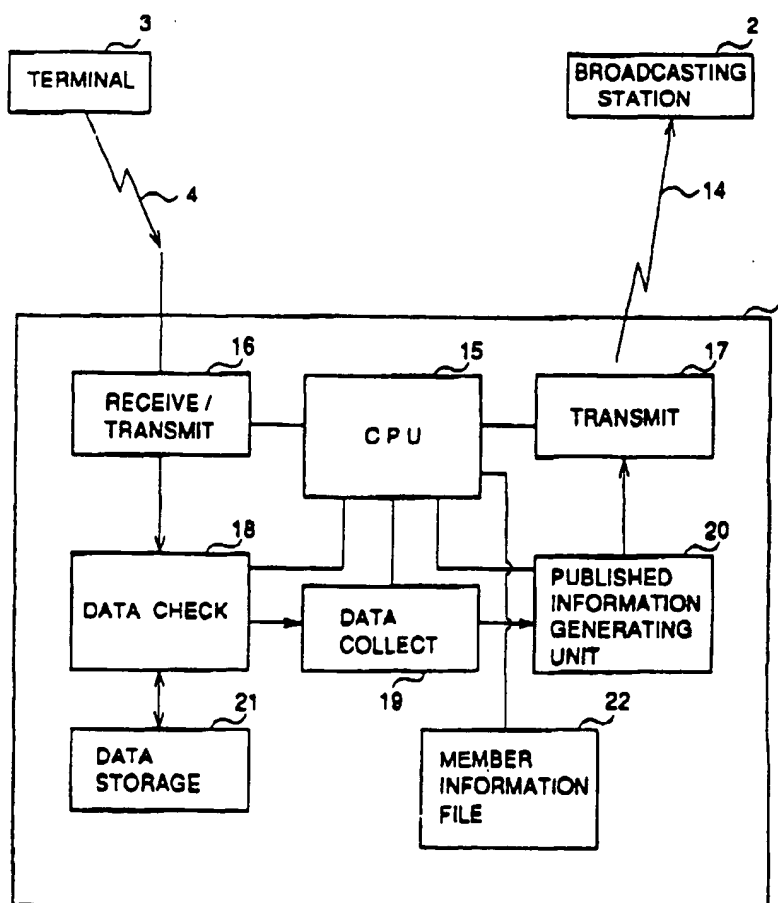 3
TERMINAL
2
BROADCASTING
STATION
4
14
16
RECEIVE /
TRANSMIT
15
CPU
17
TRANSMIT
18
DATA CHECK
DATA
COLLECT
19
20
PUBLISHED
INFORMATION
GENERATING
UNIT
21
DATA
STORAGE
22
MEMBER
INFORMATION
FILE